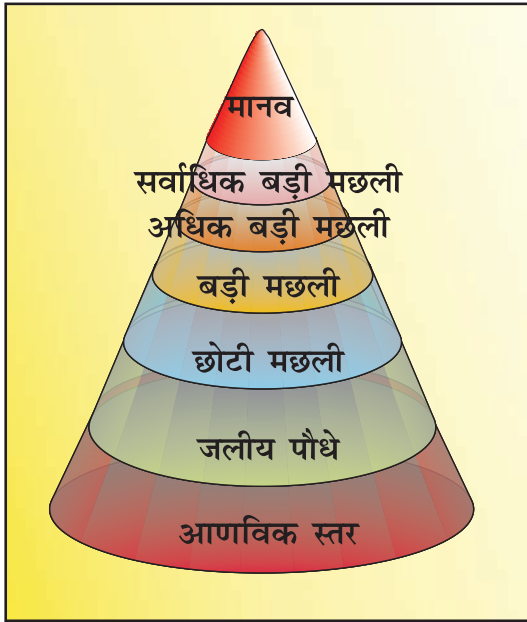 मानव
सर्वाधिक बड़ी मछली
अधिक बड़ी मछली
बड़ी मछली
छोटी मछली
जलीय पौधे
आणविक स्तर